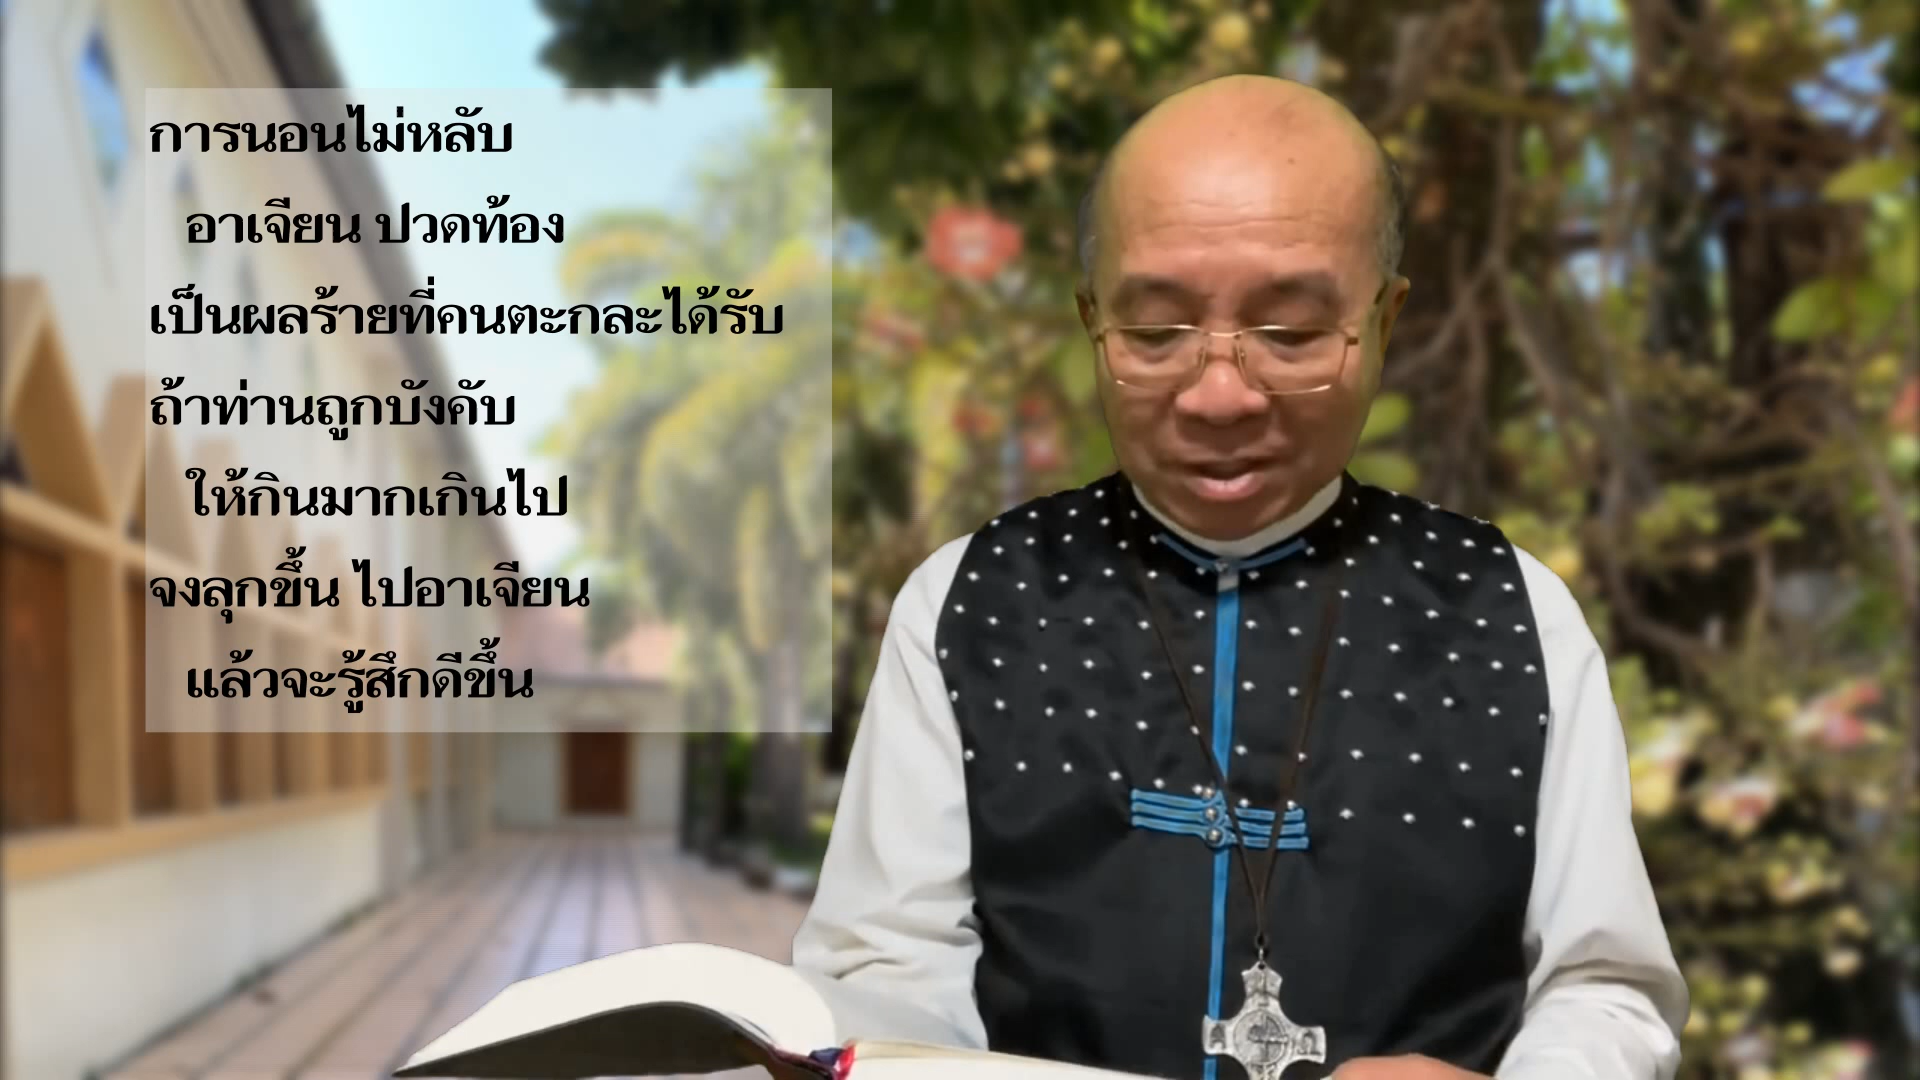 การนอนไม่หลับ
อาเจียน ปวดท้อง
เป็นผลร้ายที่คนตะกละได้รับ
ถ้าท่านถูกบังคับ
ให้กินมากเกินไป
จงลุกขึ้น ไปอาเจียน
แล้วจะรู้สึกดีขึ้น